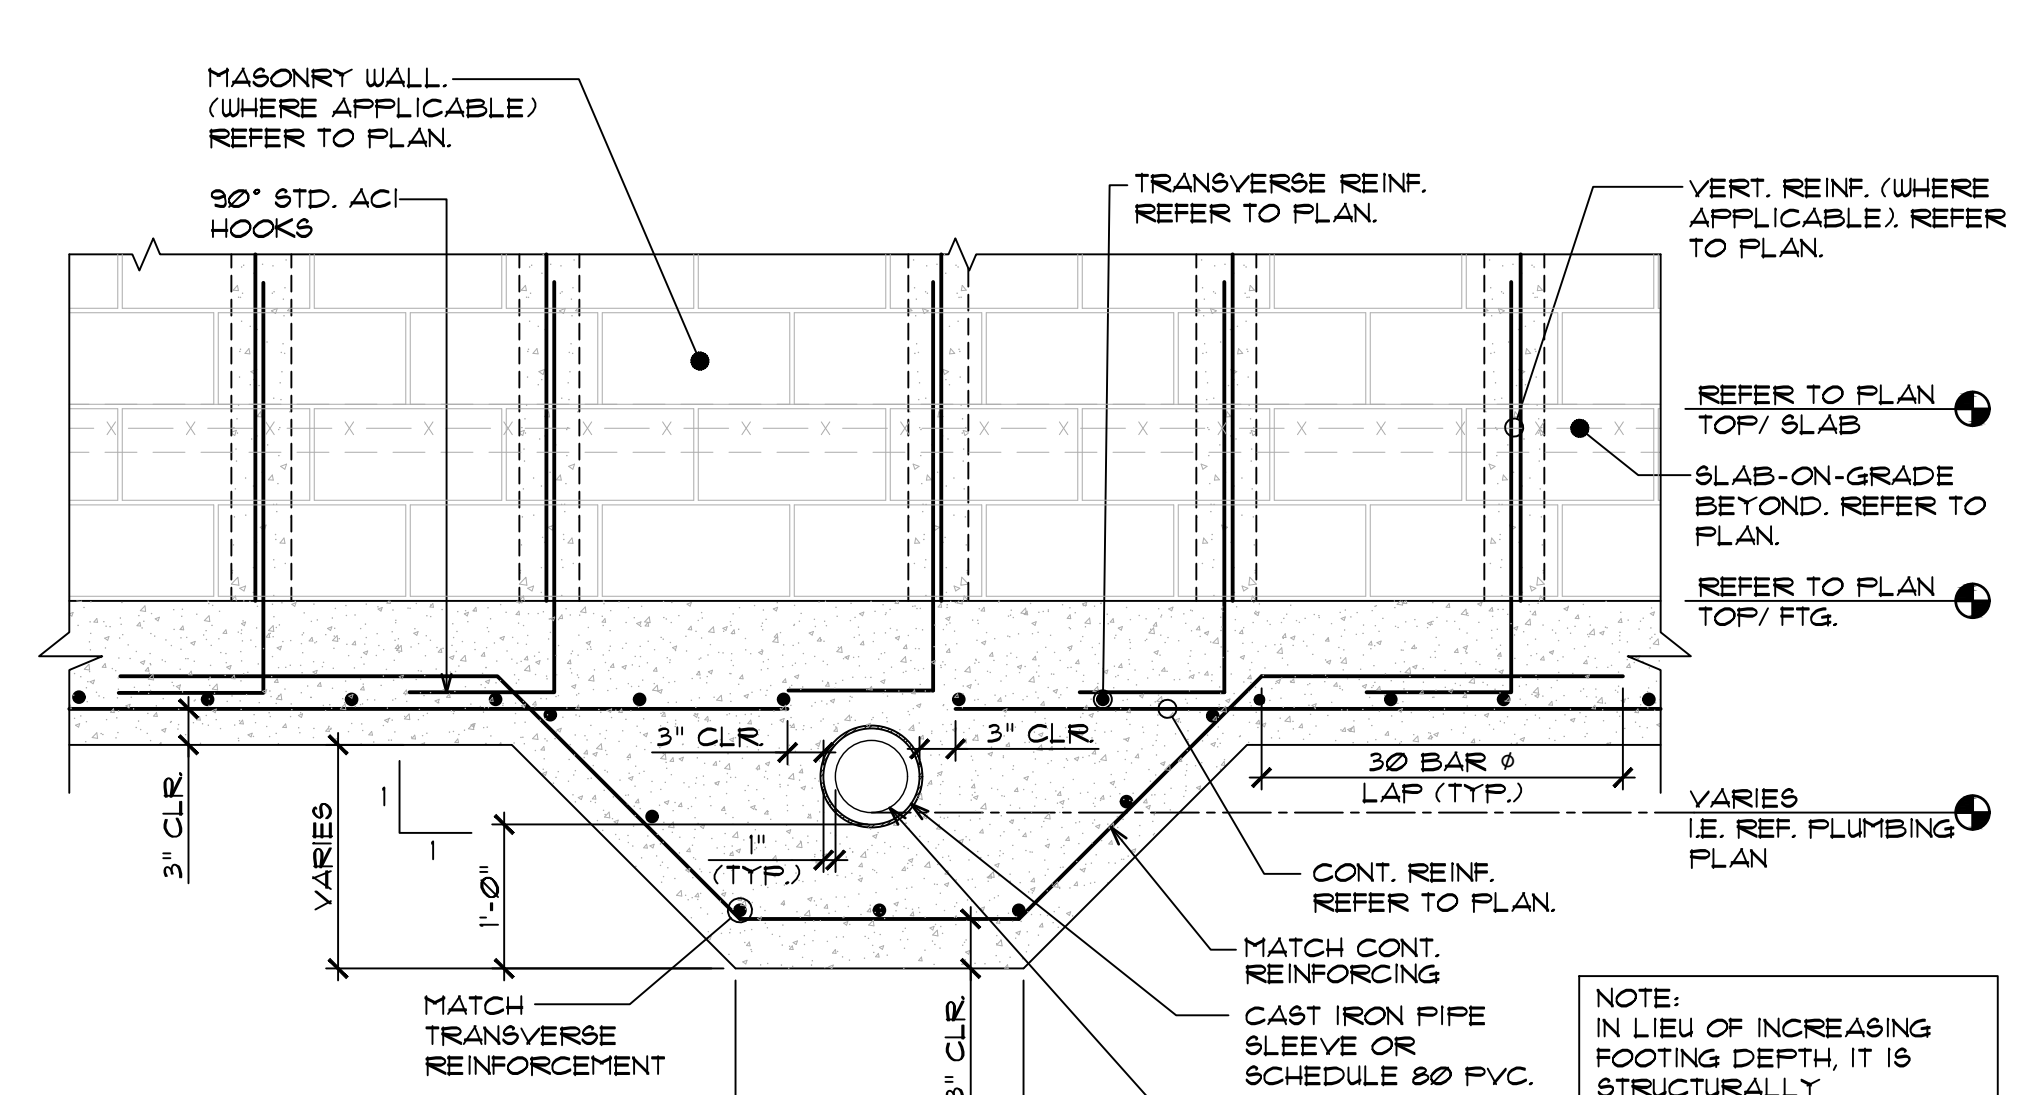 MASONRY WALL.
(WHERE APPLICABLE)
REFER TO PLAN.
90° STD. ACI
HOOKS
TRANSVERSE REINF.
REFER TO PLAN.
VERT. REINF. (WHERE
APPLICABLE). REFER
TO PLAN.
REFER TO PLAN
TOP/ SLAB
SLAB-ON-GRADE
BEYOND. REFER TO
PLAN.
REFER TO PLAN
TOP/ FTG.
3" CLR.
3" CLR.
30 BAR ϕ
LAP (TYP.)
3" CLR.
VARIES
1
1
1'-0"
1"
(TYP.)
VARIES
I.E. REF. PLUMBING
PLAN
CONT. REINF.
REFER TO PLAN.
MATCH CONT.
REINFORCING
CAST IRON PIPE
SLEEVE OR
SCHEDULE 80 PVC.
MATCH
TRANSVERSE
REINFORCEMENT
3" CLR.
NOTE:
IN LIEU OF INCREASING
FOOTING DEPTH, IT IS
STRUCTURALLY